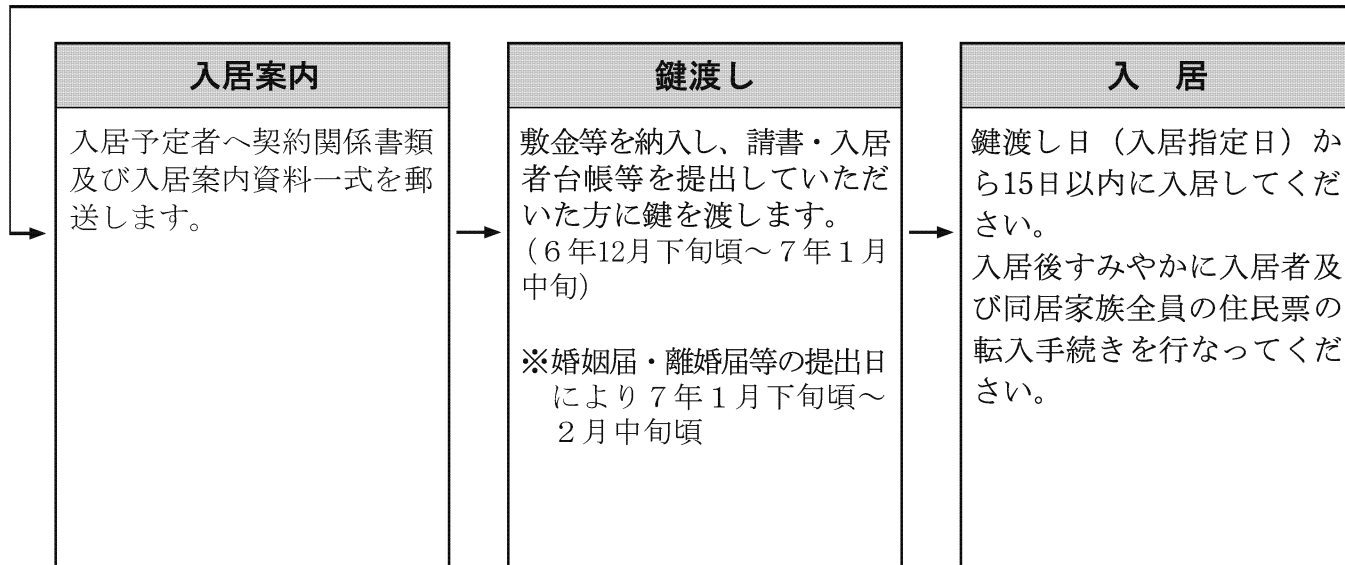 入居案内
入居予定者へ契約関係書類
及び入居案内資料一式を郵
送します。
鍵渡し
敷金等を納入し、請書・入居
者台帳等を提出していただ
いた方に鍵を渡します。
（６年12月下旬頃～７年１月
中旬）
※婚姻届・離婚届等の提出日
により７年１月下旬頃～
２月中旬頃
入　居
鍵渡し日（入居指定日）か
ら15日以内に入居してくだ
さい。
入居後すみやかに入居者及
び同居家族全員の住民票の
転入手続きを行なってくだ
さい。